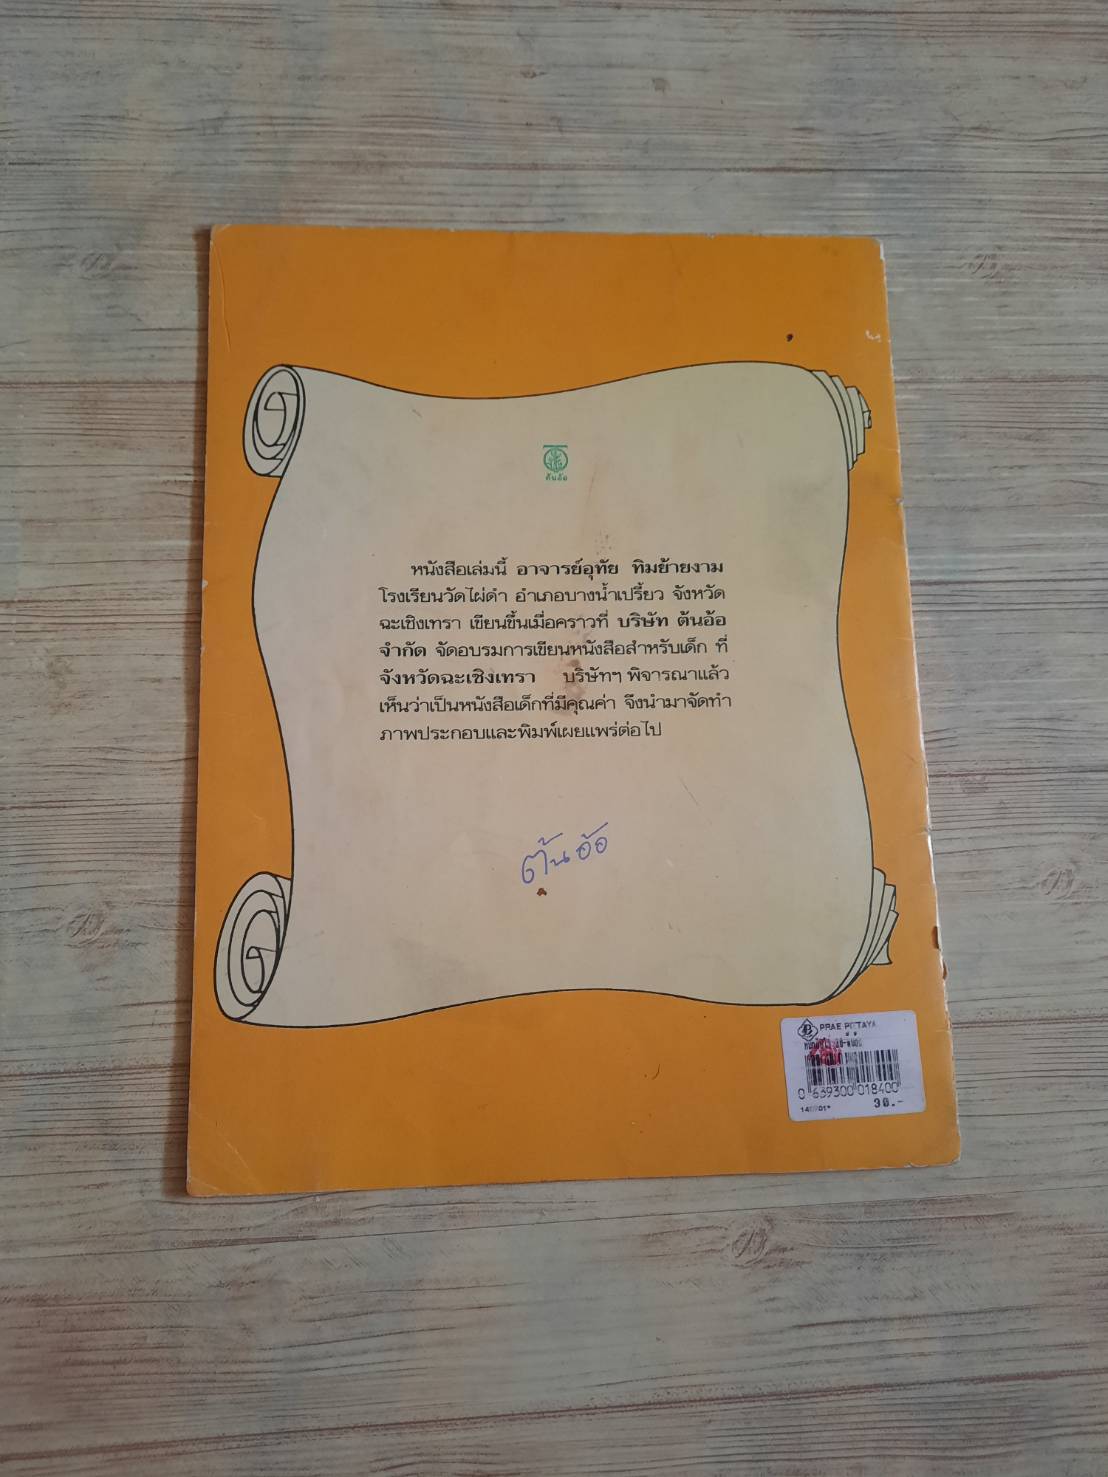 ต้นอ้อ
หนังสือเล่มนี้ อาจารย์อุทัย ทิมย้ายงาม
โรงเรียนวัดไผ่ดำ อำเภอบางน้ำเปรี้ยว จังหวัด
ฉะเชิงเทรา เขียนขึ้นเมื่อคราวที่ บริษัท ต้นอ้อ
จำกัด จัดอบรมการเขียนหนังสือสำหรับเด็ก ที่
จังหวัดฉะเชิงเทรา บริษัทฯ พิจารณาแล้ว
เห็นว่าเป็นหนังสือเด็กที่มีคุณค่า จึงนำมาจัดทำ
ภาพประกอบและพิมพ์เผยแพร่ต่อไป
ต้นอ้อ
PRAE PITTAYA
0 639300 018400
30.-